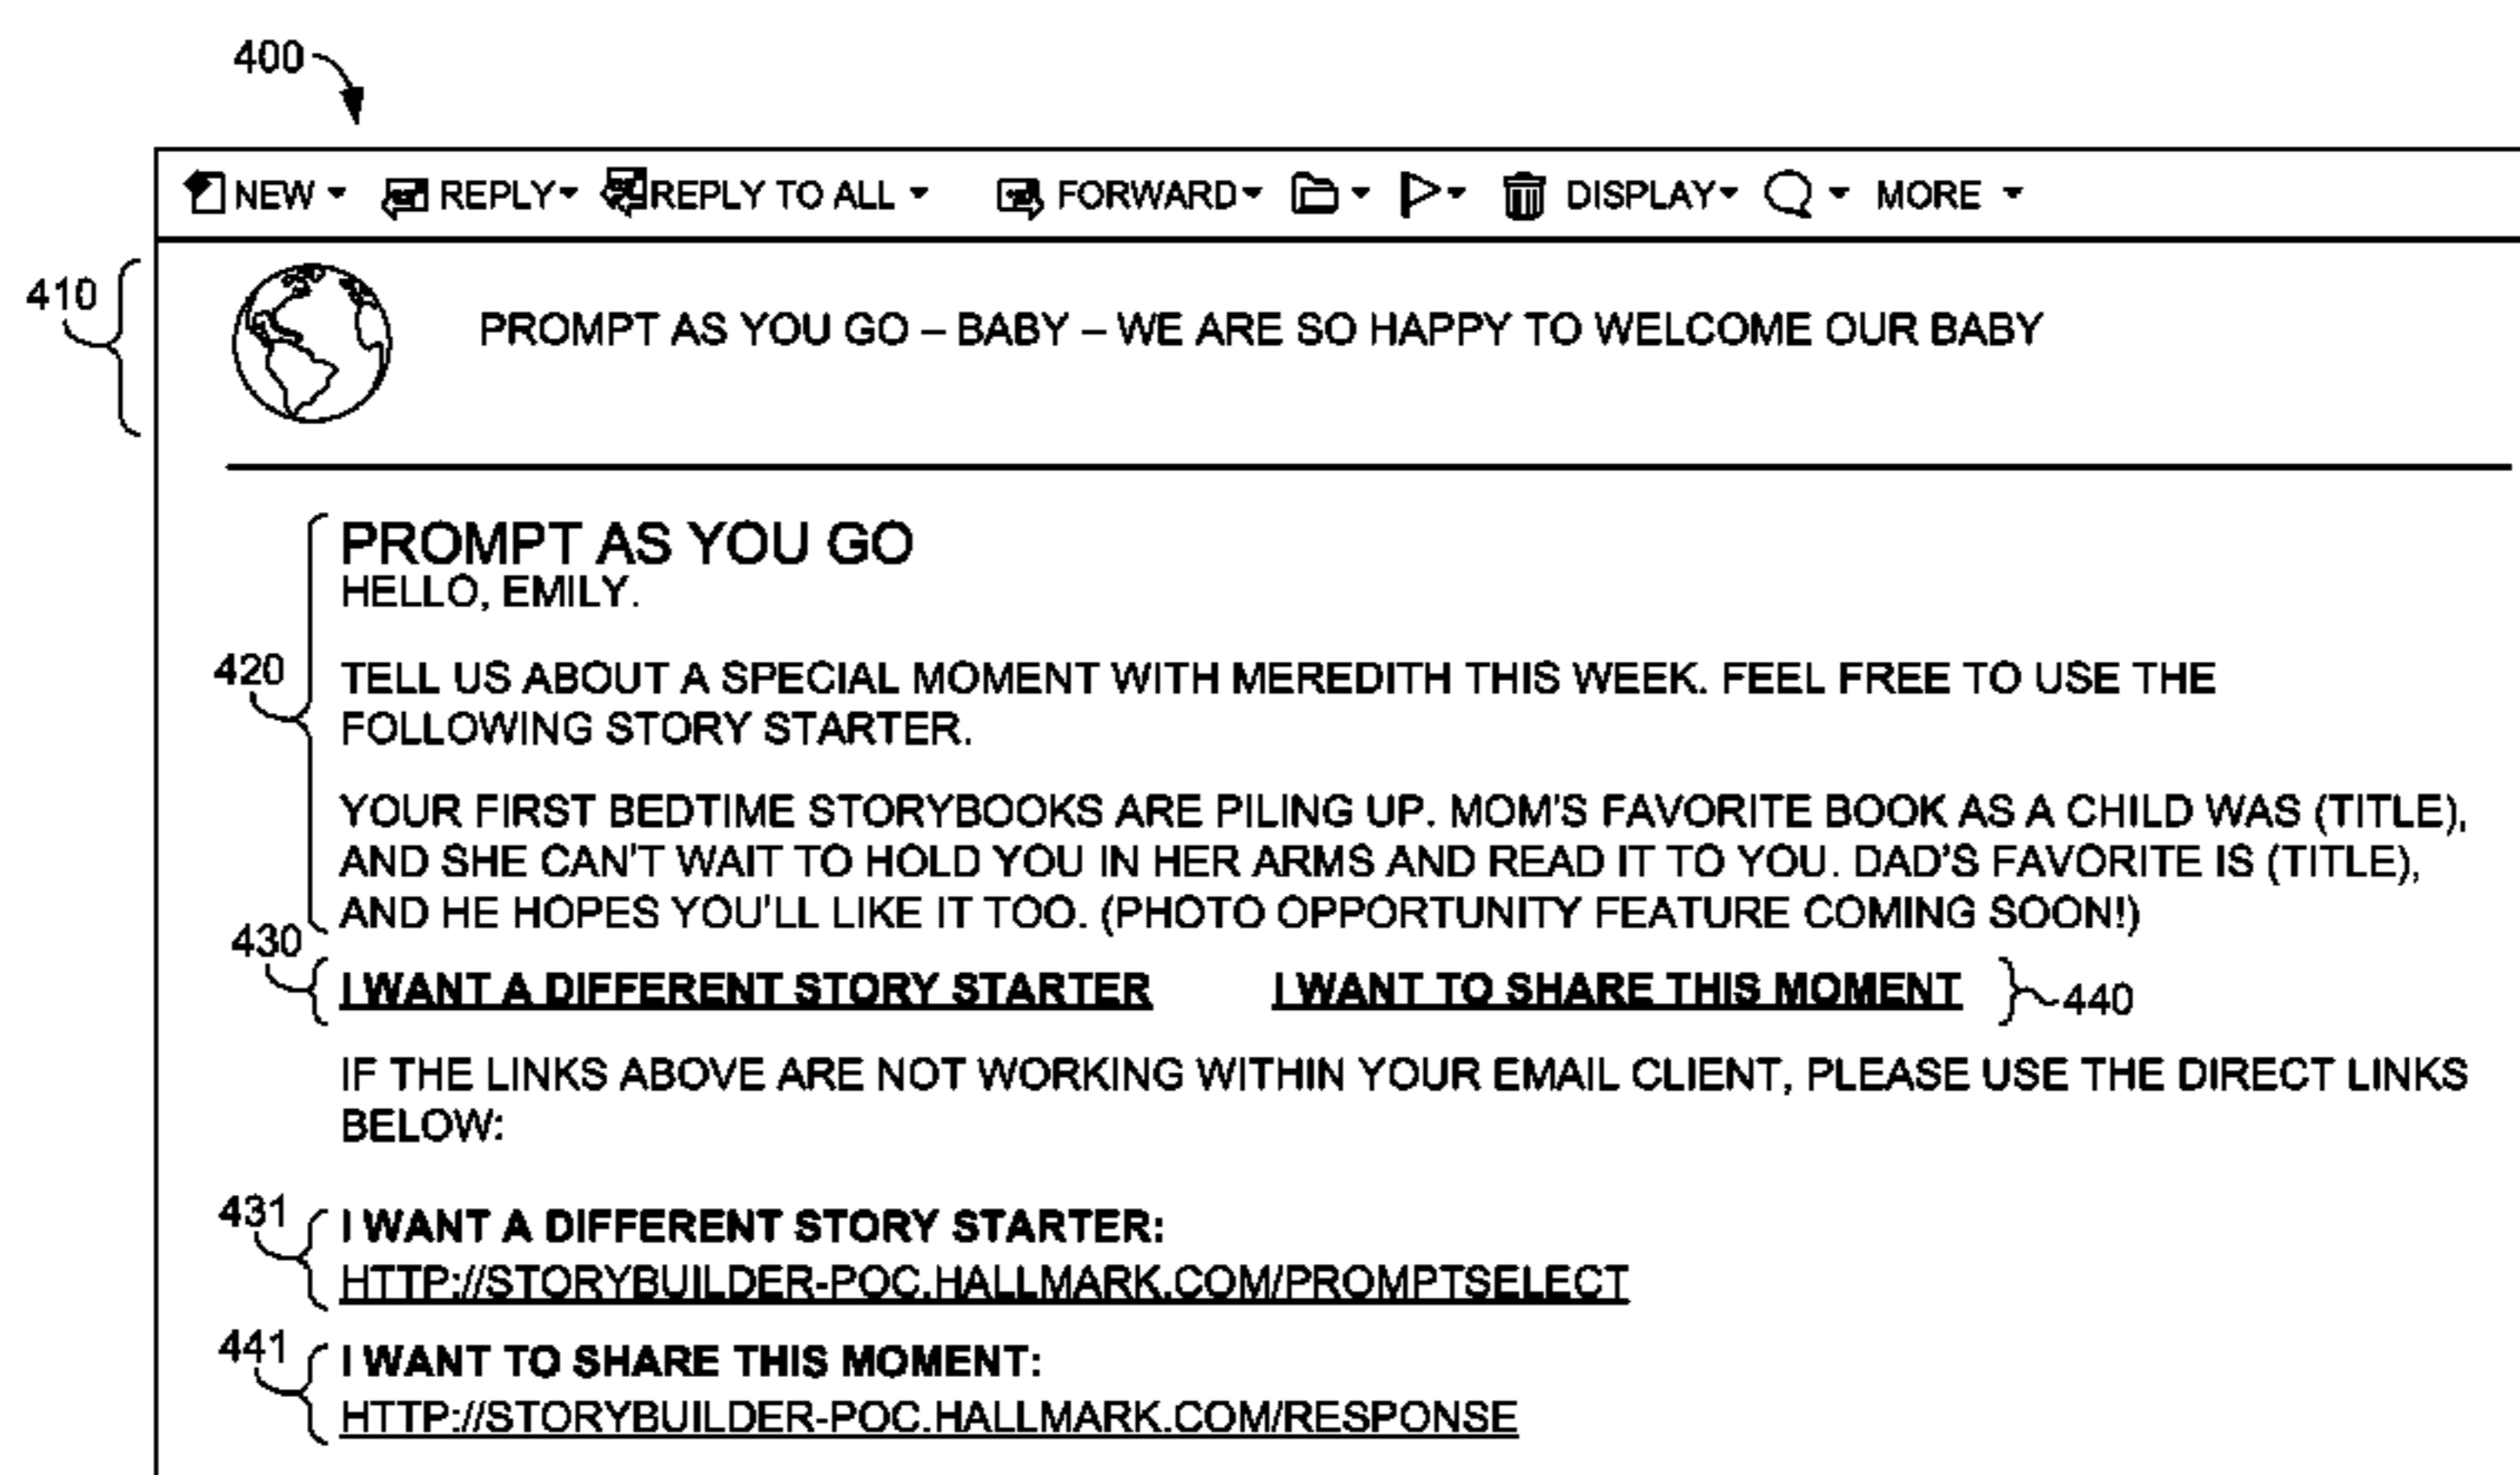 400
NEW REPLY REPLY TO ALL FORWARD DISPLAY MORE
410
PROMPT AS YOU GO – BABY – WE ARE SO HAPPY TO WELCOME OUR BABY
PROMPT AS YOU GO
HELLO, EMILY.
420
TELL US ABOUT A SPECIAL MOMENT WITH MEREDITH THIS WEEK. FEEL FREE TO USE THE
FOLLOWING STORY STARTER.
YOUR FIRST BEDTIME STORYBOOKS ARE PILING UP. MOM'S FAVORITE BOOK AS A CHILD WAS (TITLE),
AND SHE CAN'T WAIT TO HOLD YOU IN HER ARMS AND READ IT TO YOU. DAD'S FAVORITE IS (TITLE),
AND HE HOPES YOU'LL LIKE IT TOO. (PHOTO OPPORTUNITY FEATURE COMING SOON!)
430
I WANT A DIFFERENT STORY STARTER I WANT TO SHARE THIS MOMENT 440
IF THE LINKS ABOVE ARE NOT WORKING WITHIN YOUR EMAIL CLIENT, PLEASE USE THE DIRECT LINKS
BELOW:
431
I WANT A DIFFERENT STORY STARTER:
HTTP://STORYBUILDER-POC.HALLMARK.COM/PROMPTSELECT
441
I WANT TO SHARE THIS MOMENT:
HTTP://STORYBUILDER-POC.HALLMARK.COM/RESPONSE